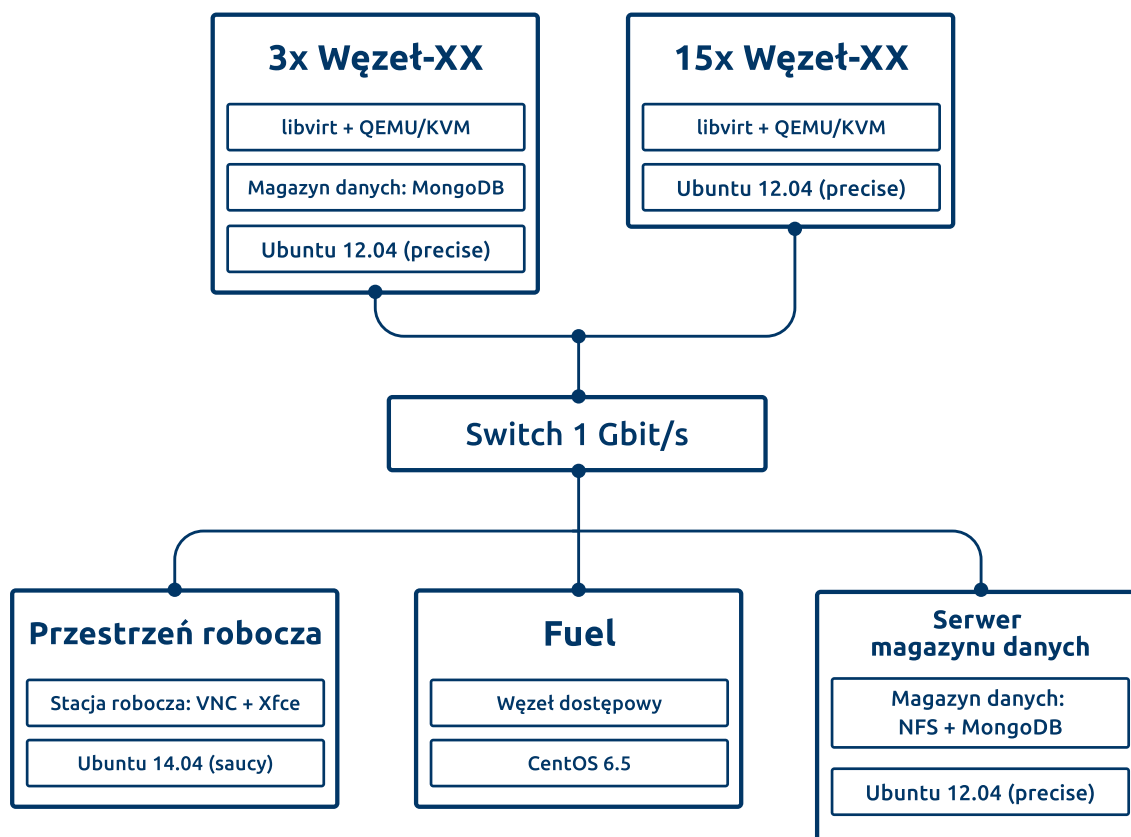 3x Węzeł-XX
libvirt + QEMU/KVM
Magazyn danych: MongoDB
Ubuntu 12.04 (precise)
15x Węzeł-XX
libvirt + QEMU/KVM
Ubuntu 12.04 (precise)
Switch 1 Gbit/s
Przestrzeń robocza
Stacja robocza: VNC + Xfce
Ubuntu 14.04 (saucy)
Fuel
Węzeł dostępowy
CentOS 6.5
Serwer
magazynu danych
Magazyn danych:
NFS + MongoDB
Ubuntu 12.04 (precise)